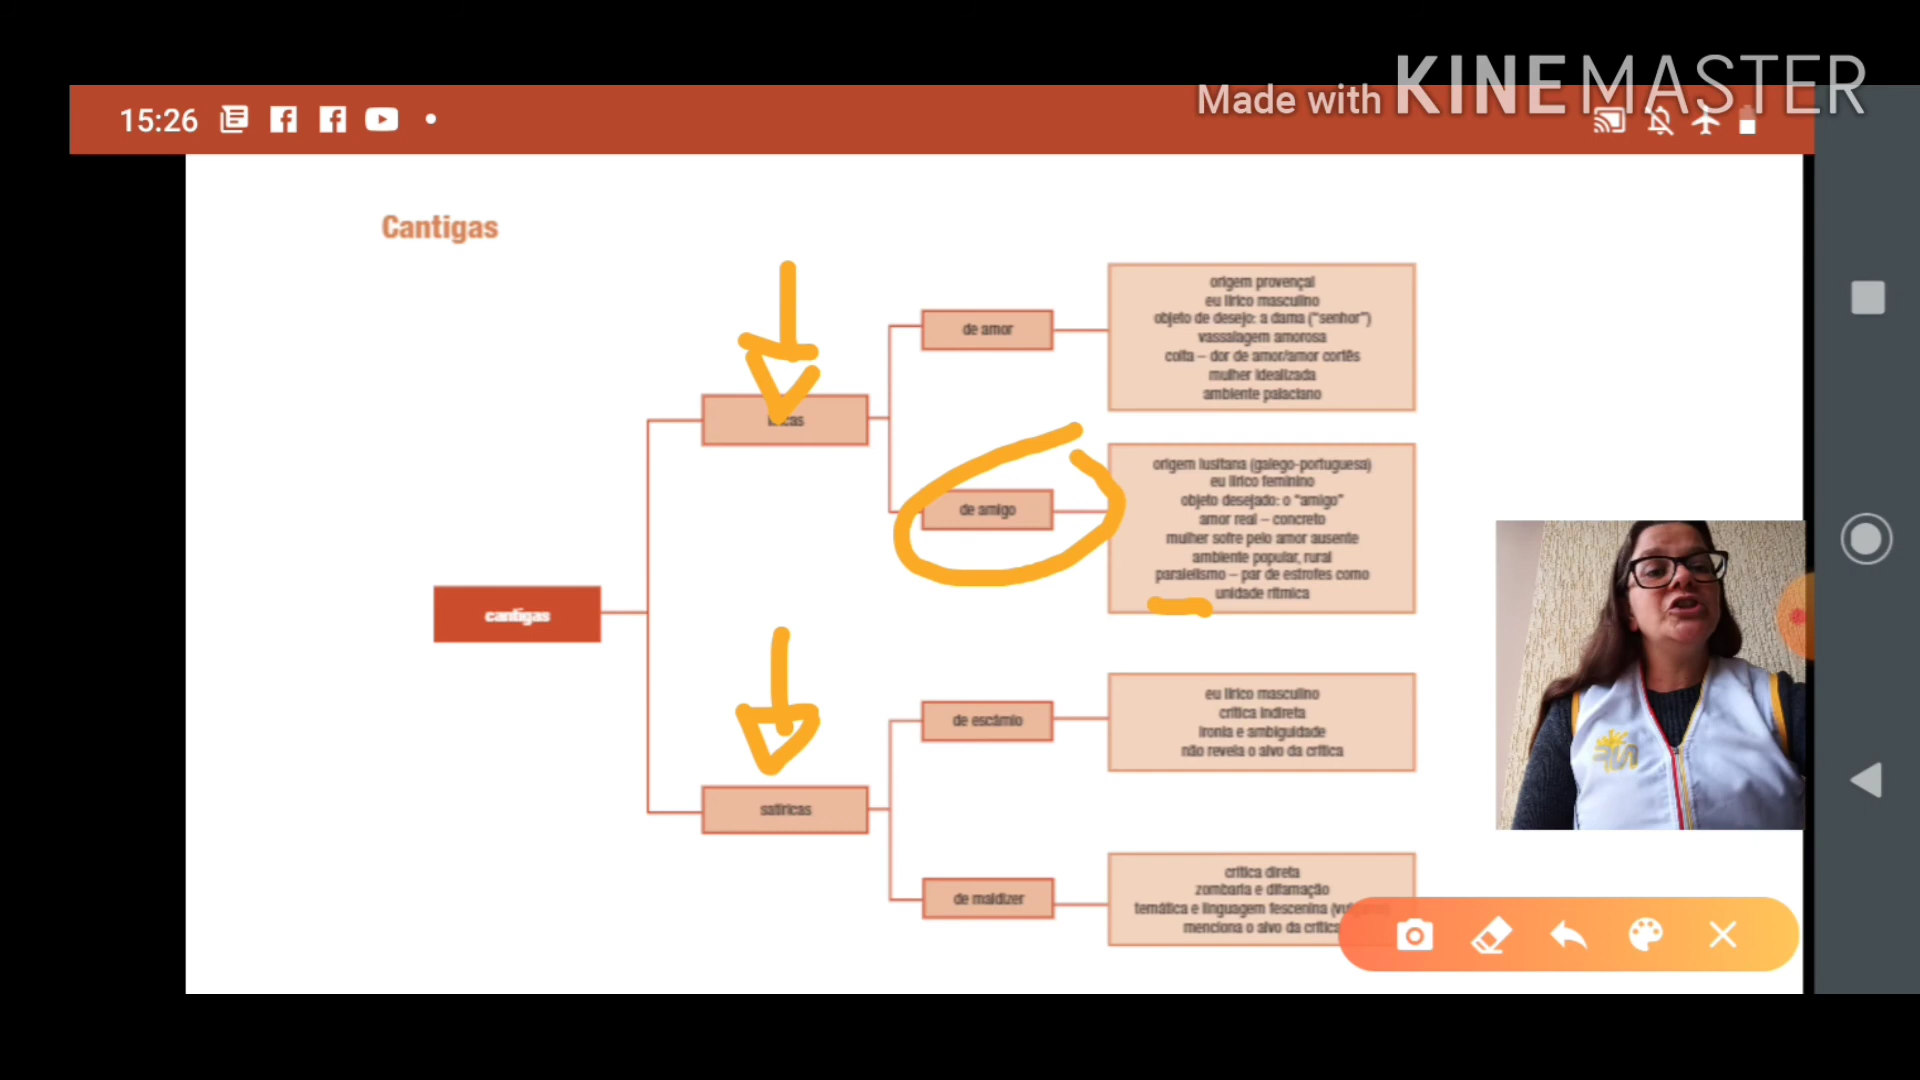 Made with KINEMASTER
15:26
Cantigas
cantigas
líricas
de amor
origem provençal
eu lírico masculino
objeto de desejo: a dama ("senhor")
vassalagem amorosa
coita – dor de amor/amor cortês
mulher idealizada
ambiente palaciano
de amigo
origem lusitana (galego-portuguesa)
eu lírico feminino
objeto desejado: o "amigo"
amor real – concreto
mulher sofre pelo amor ausente
ambiente popular, rural
paralelismo – par de estrofes como
unidade rítmica
satíricas
de escárnio
eu lírico masculino
crítica indireta
ironia e ambiguidade
não revela o alvo da crítica
de maldizer
crítica direta
zombaria e difamação
temática e linguagem fescenina
menciona o alvo da crítica